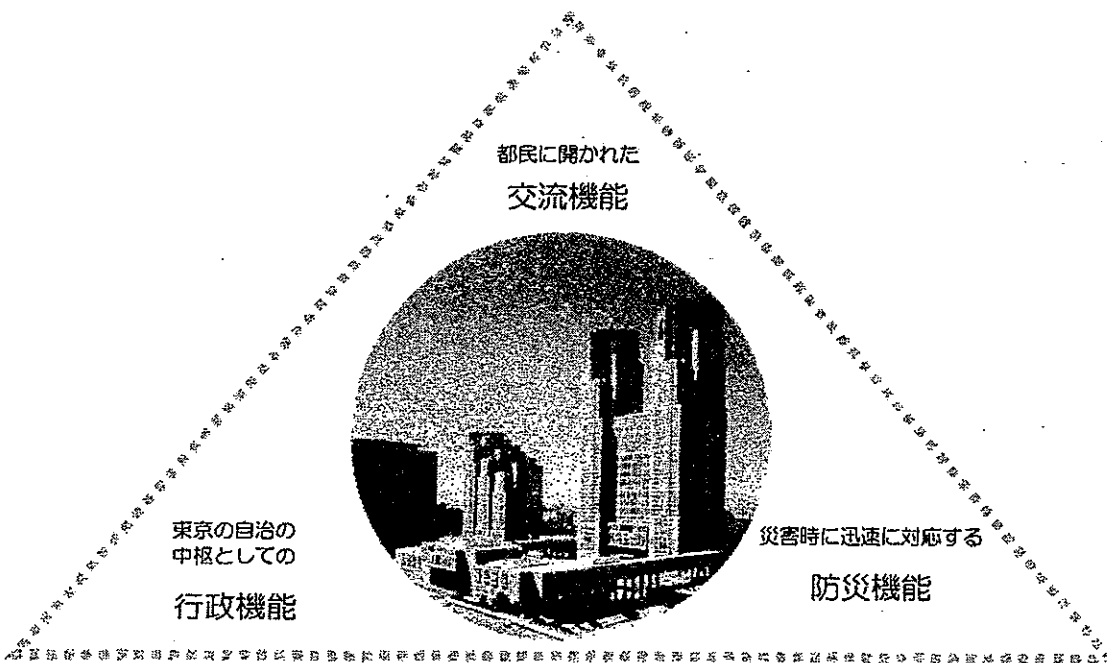 都民に開かれた
交流機能
東京の自治の
中枢としての
行政機能
災害時に迅速に対応する
防災機能